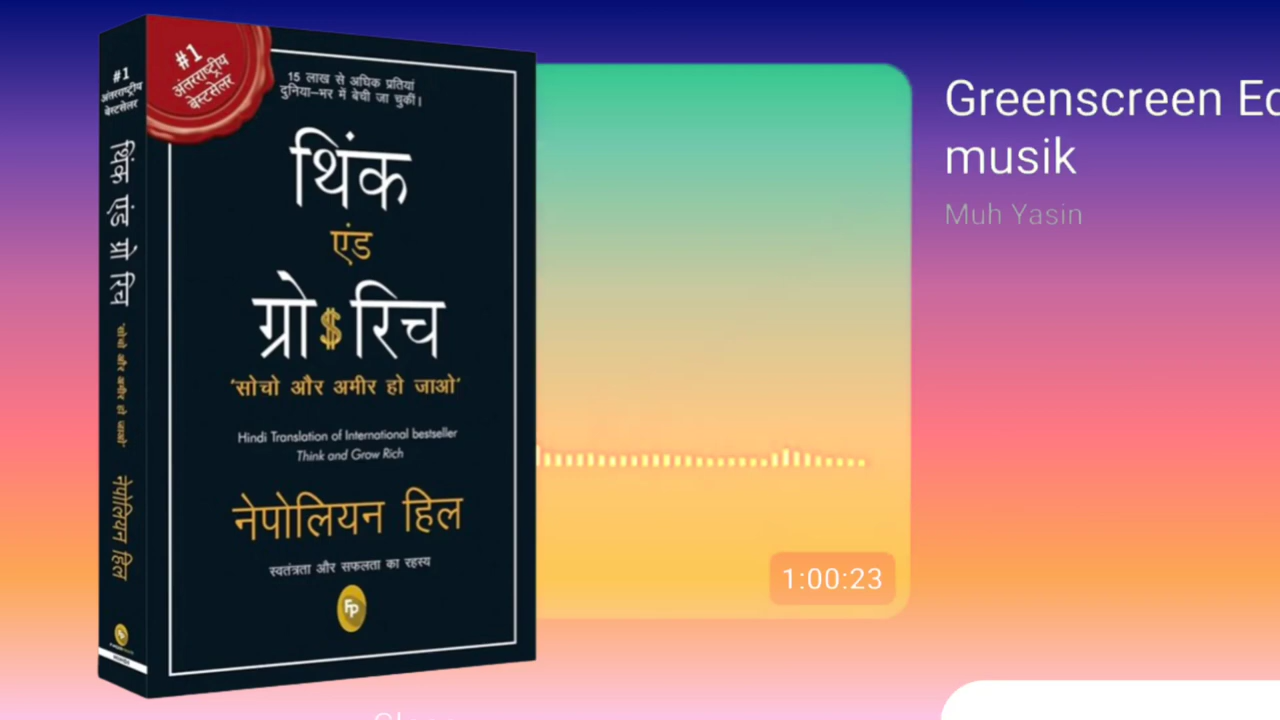 #1
अंतरराष्ट्रीय
बेस्टसेलर
थिंक एंड ग्रो रिच
'सोचो और अमीर हो जाओ'
नेपोलियन हिल
Fp
#1
अंतरराष्ट्रीय
बेस्टसेलर
15 लाख से अधिक प्रतियां
दुनिया–भर में बेची जा चुकीं।
थिंक
एंड
ग्रो $ रिच
'सोचो और अमीर हो जाओ'
Hindi Translation of International bestseller
Think and Grow Rich
नेपोलियन हिल
स्वतंत्रता और सफलता का रहस्य
Fp
1:00:23
Greenscreen Ed
musik
Muh Yasin